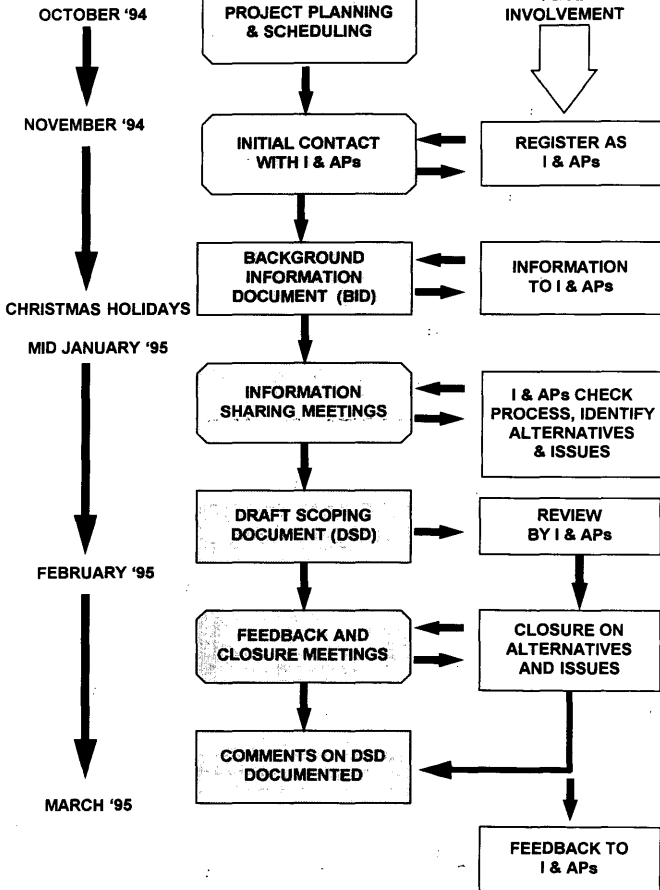 OCTOBER '94
PROJECT PLANNING
& SCHEDULING
INVOLVEMENT
NOVEMBER '94
INITIAL CONTACT
WITH I & APs
REGISTER AS
I & APs
BACKGROUND
INFORMATION
DOCUMENT (BID)
INFORMATION
TO I & APs
CHRISTMAS HOLIDAYS
MID JANUARY '95
INFORMATION
SHARING MEETINGS
I & APs CHECK
PROCESS, IDENTIFY
ALTERNATIVES
& ISSUES
DRAFT SCOPING
DOCUMENT (DSD)
REVIEW
BY I & APs
FEBRUARY '95
FEEDBACK AND
CLOSURE MEETINGS
CLOSURE ON
ALTERNATIVES
AND ISSUES
COMMENTS ON DSD
DOCUMENTED
MARCH '95
FEEDBACK TO
I & APs